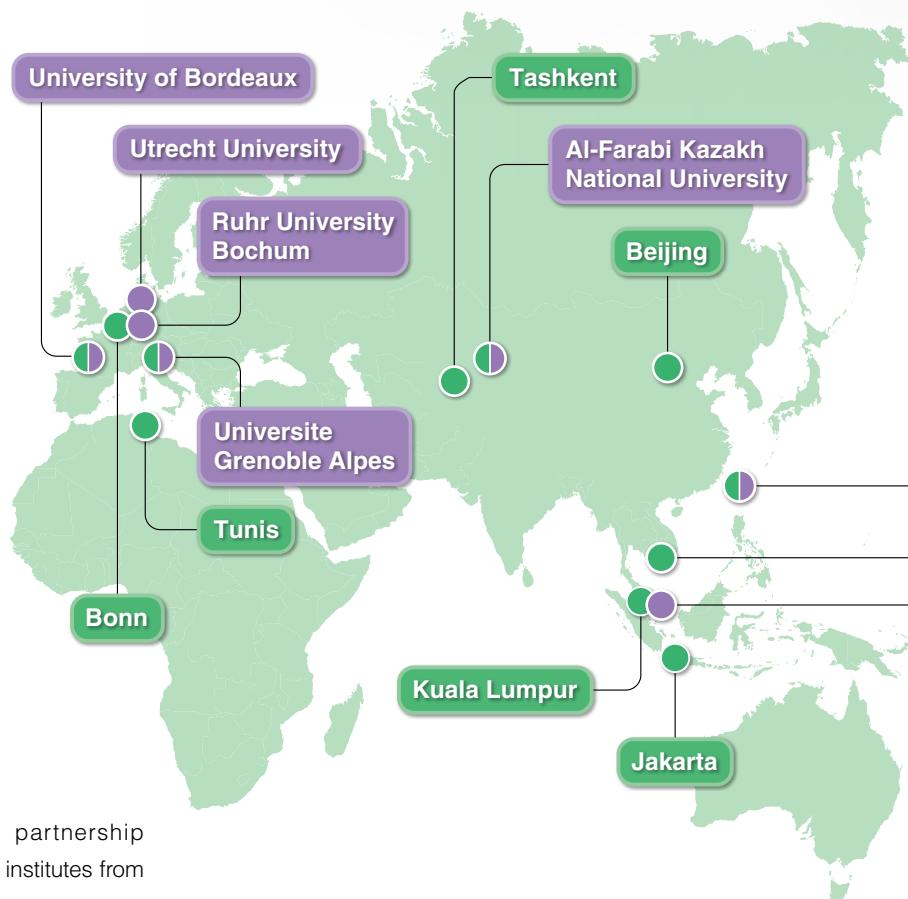 University of Bordeaux
Tashkent
Utrecht University
Al-Farabi Kazakh
National University
Ruhr University
Bochum
Beijing
Universite
Grenoble Alpes
Tunis
Bonn
Kuala Lumpur
Jakarta
partnership
institutes from